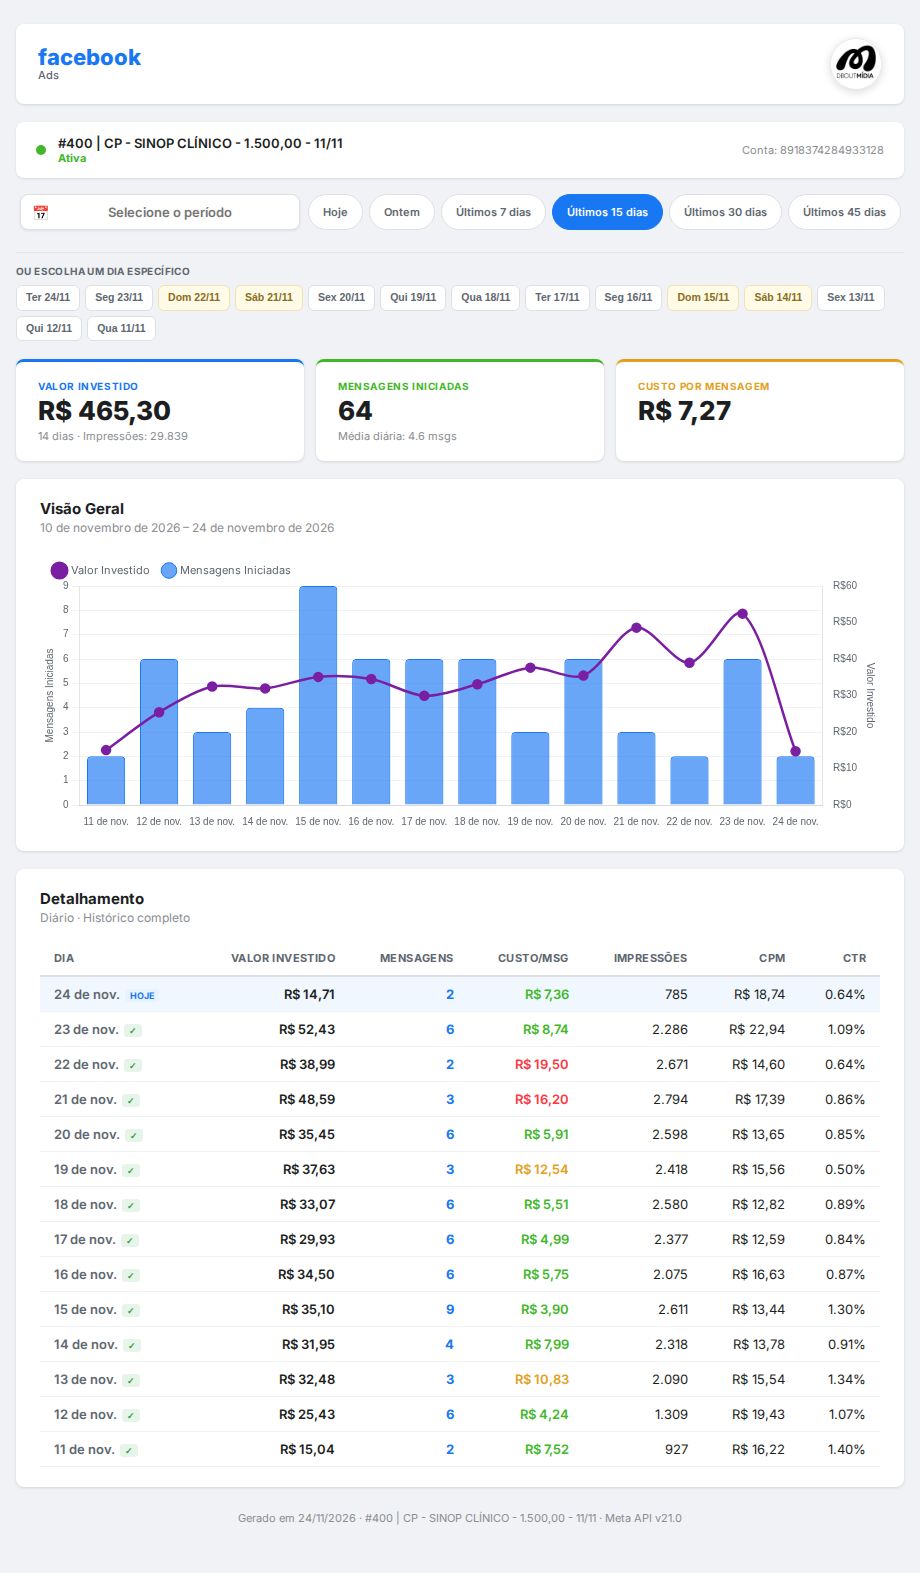 facebook
Ads
DBOUTMÍDIA
#400 | CP - SINOP CLÍNICO - 1.500,00 - 11/11
Ativa
Conta: 8918374284933128
Selecione o período
Hoje
Ontem
Últimos 7 dias
Últimos 15 dias
Últimos 30 dias
Últimos 45 dias
OU ESCOLHA UM DIA ESPECÍFICO
Ter 24/11 Seg 23/11 Dom 22/11 Sáb 21/11 Sex 20/11 Qui 19/11 Qua 18/11 Ter 17/11 Seg 16/11 Dom 15/11 Sáb 14/11 Sex 13/11
Qui 12/11 Qua 11/11
VALOR INVESTIDO
R$ 465,30
14 dias · Impressões: 29.839
MENSAGENS INICIADAS
64
Média diária: 4.6 msgs
CUSTO POR MENSAGEM
R$ 7,27
Visão Geral
10 de novembro de 2026 – 24 de novembro de 2026
Valor Investido Mensagens Iniciadas
Mensagens Iniciadas
9
8
7
6
5
4
3
2
1
0
R$60
R$50
R$40
R$30
R$20
R$10
R$0
Valor Investido
11 de nov. 12 de nov. 13 de nov. 14 de nov. 15 de nov. 16 de nov. 17 de nov. 18 de nov. 19 de nov. 20 de nov. 21 de nov. 22 de nov. 23 de nov. 24 de nov.
Detalhamento
Diário · Histórico completo
DIA VALOR INVESTIDO MENSAGENS CUSTO/MSG IMPRESSÕES CPM CTR
24 de nov. HOJE R$ 14,71 2 R$ 7,36 785 R$ 18,74 0.64%
23 de nov. ✓ R$ 52,43 6 R$ 8,74 2.286 R$ 22,94 1.09%
22 de nov. ✓ R$ 38,99 2 R$ 19,50 2.671 R$ 14,60 0.64%
21 de nov. ✓ R$ 48,59 3 R$ 16,20 2.794 R$ 17,39 0.86%
20 de nov. ✓ R$ 35,45 6 R$ 5,91 2.598 R$ 13,65 0.85%
19 de nov. ✓ R$ 37,63 3 R$ 12,54 2.418 R$ 15,56 0.50%
18 de nov. ✓ R$ 33,07 6 R$ 5,51 2.580 R$ 12,82 0.89%
17 de nov. ✓ R$ 29,93 6 R$ 4,99 2.377 R$ 12,59 0.84%
16 de nov. ✓ R$ 34,50 6 R$ 5,75 2.075 R$ 16,63 0.87%
15 de nov. ✓ R$ 35,10 9 R$ 3,90 2.611 R$ 13,44 1.30%
14 de nov. ✓ R$ 31,95 4 R$ 7,99 2.318 R$ 13,78 0.91%
13 de nov. ✓ R$ 32,48 3 R$ 10,83 2.090 R$ 15,54 1.34%
12 de nov. ✓ R$ 25,43 6 R$ 4,24 1.309 R$ 19,43 1.07%
11 de nov. ✓ R$ 15,04 2 R$ 7,52 927 R$ 16,22 1.40%
Gerado em 24/11/2026 · #400 | CP - SINOP CLÍNICO - 1.500,00 - 11/11 · Meta API v21.0